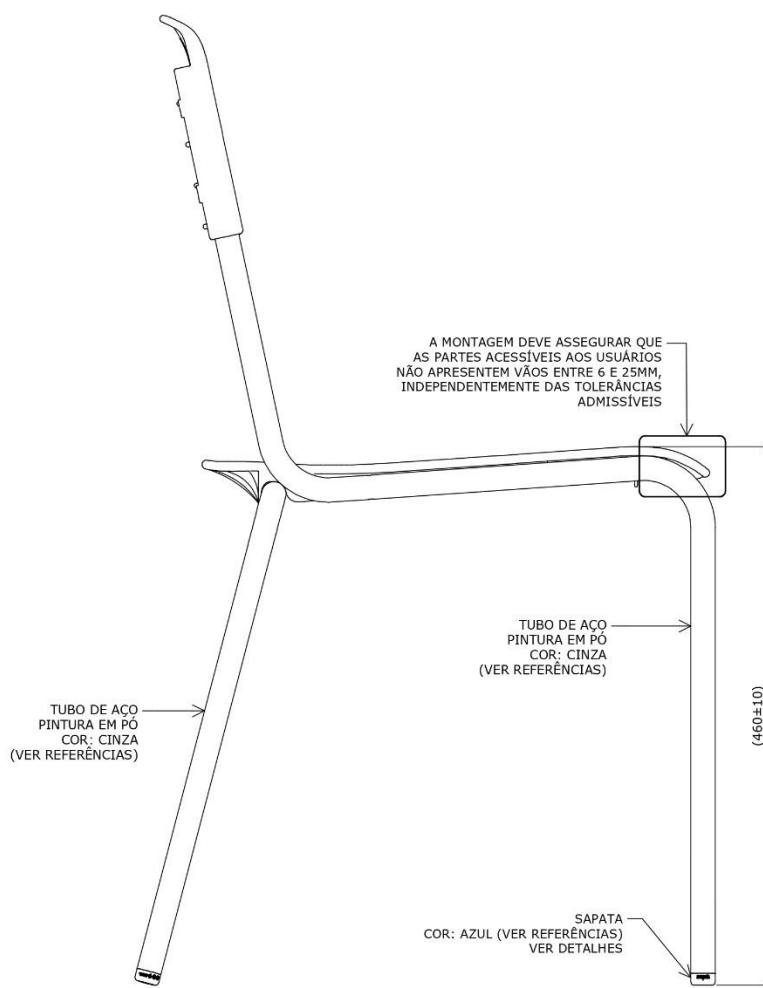 A MONTAGEM DEVE ASSEGURAR QUE
AS PARTES ACESSÍVEIS AOS USUÁRIOS
NÃO APRESENTEM VÃOS ENTRE 6 E 25MM,
INDEPENDENTEMENTE DAS TOLERÂNCIAS
ADMISSÍVEIS
TUBO DE AÇO
PINTURA EM PÓ
COR: CINZA
(VER REFERÊNCIAS)
TUBO DE AÇO
PINTURA EM PÓ
COR: CINZA
(VER REFERÊNCIAS)
(460±10)
SAPATA
COR: AZUL (VER REFERÊNCIAS)
VER DETALHES